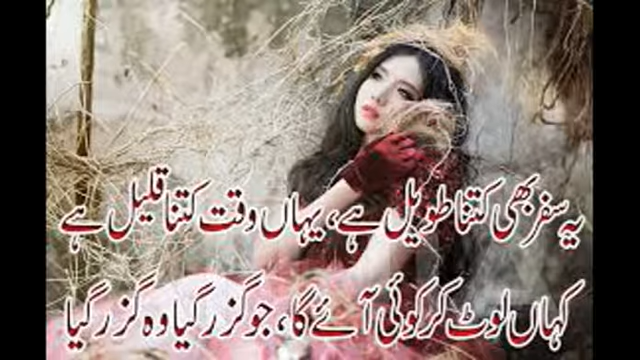 یہ سفر بھی کتنا طویل ہے، یہاں وقت کتنا قلیل ہے
کہاں لوٹ کر کوئی آئے گا، جو گزر گیا وہ گزر گیا